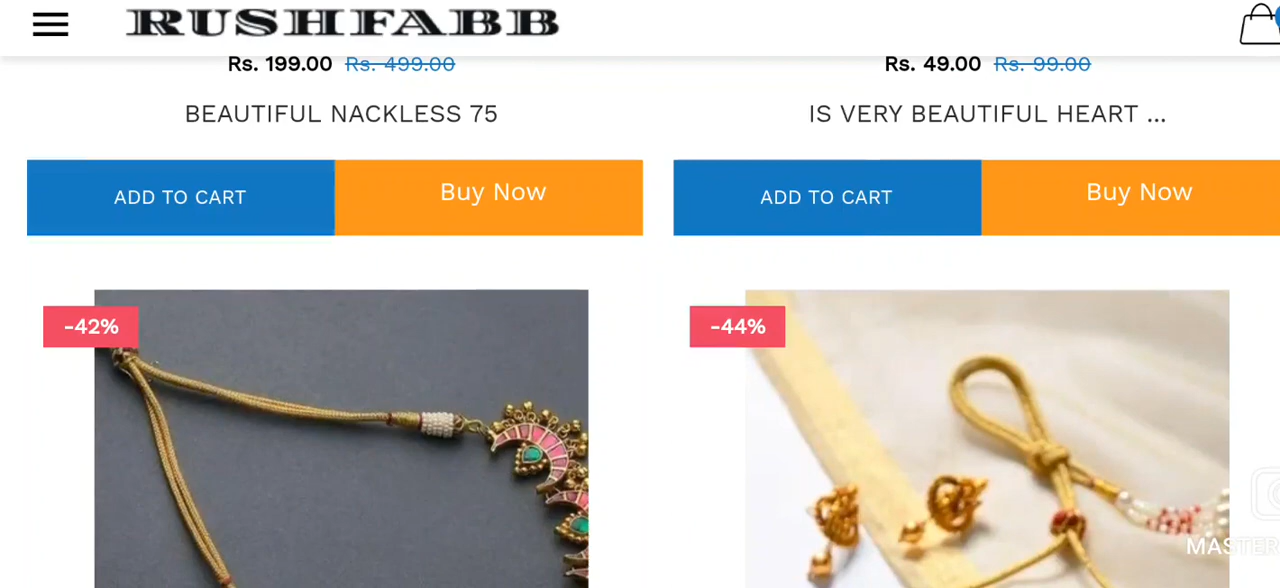 RUSHFABB
Rs. 199.00 Rs. 499.00
Rs. 49.00 Rs. 99.00
BEAUTIFUL NACKLESS 75
IS VERY BEAUTIFUL HEART ...
ADD TO CART
Buy Now
ADD TO CART
Buy Now
-42%
-44%
MASTER